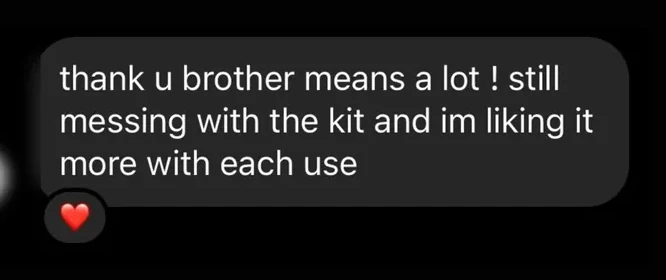 thank u brother means a lot ! still
messing with the kit and im liking it
more with each use